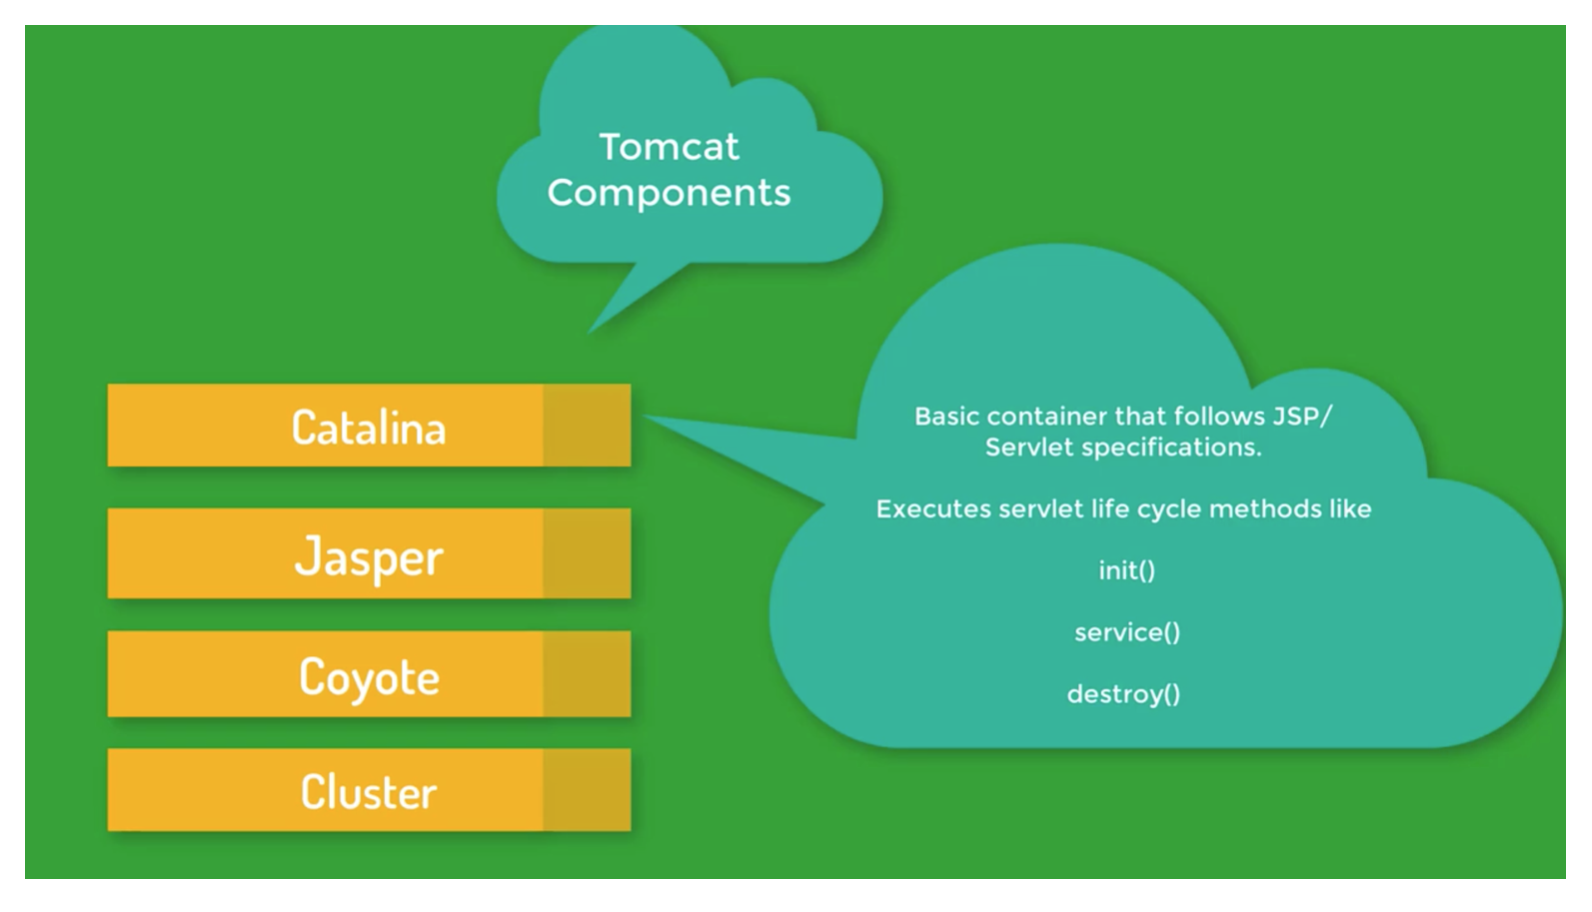 Tomcat
Components
Catalina
Jasper
Coyote
Cluster
Basic container that follows JSP/
Servlet specifications.
Executes servlet life cycle methods like
init()
service()
destroy()